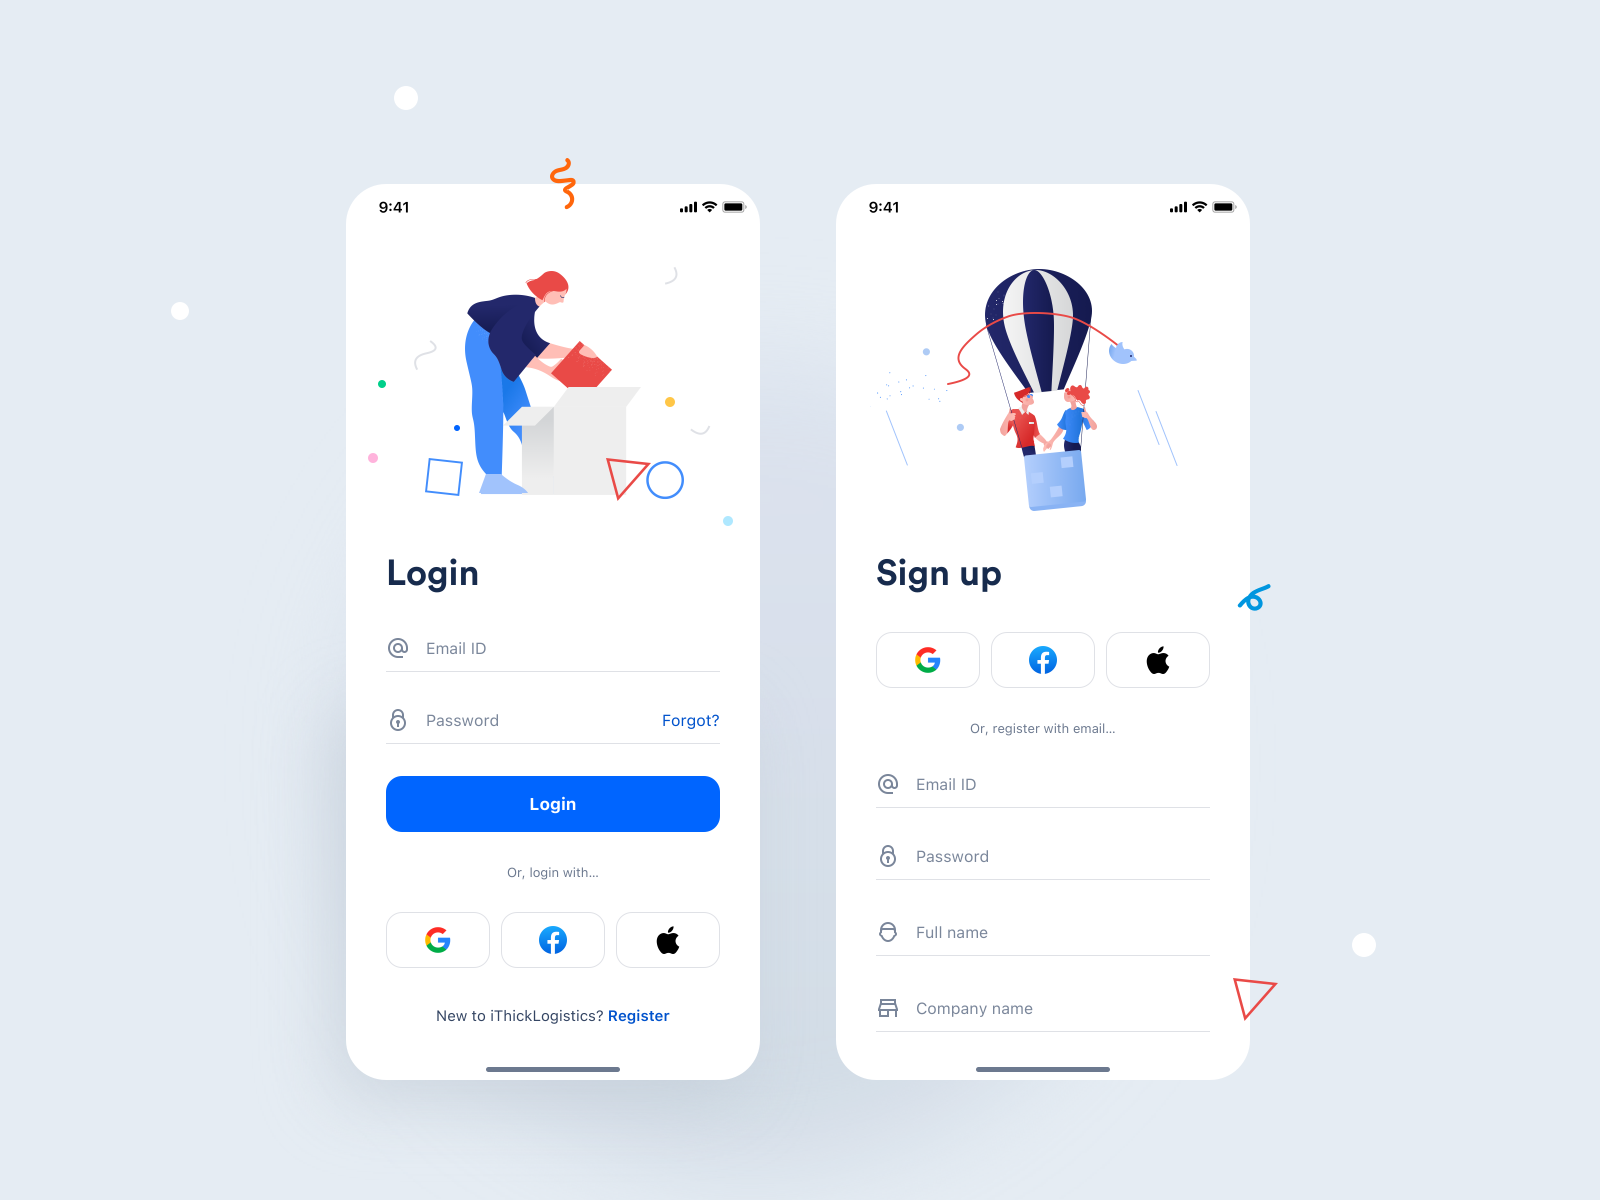 9:41
Login
Email ID
Password Forgot?
Login
Or, login with...
New to iThickLogistics? Register
9:41
Sign up
Or, register with email...
Email ID
Password
Full name
Company name